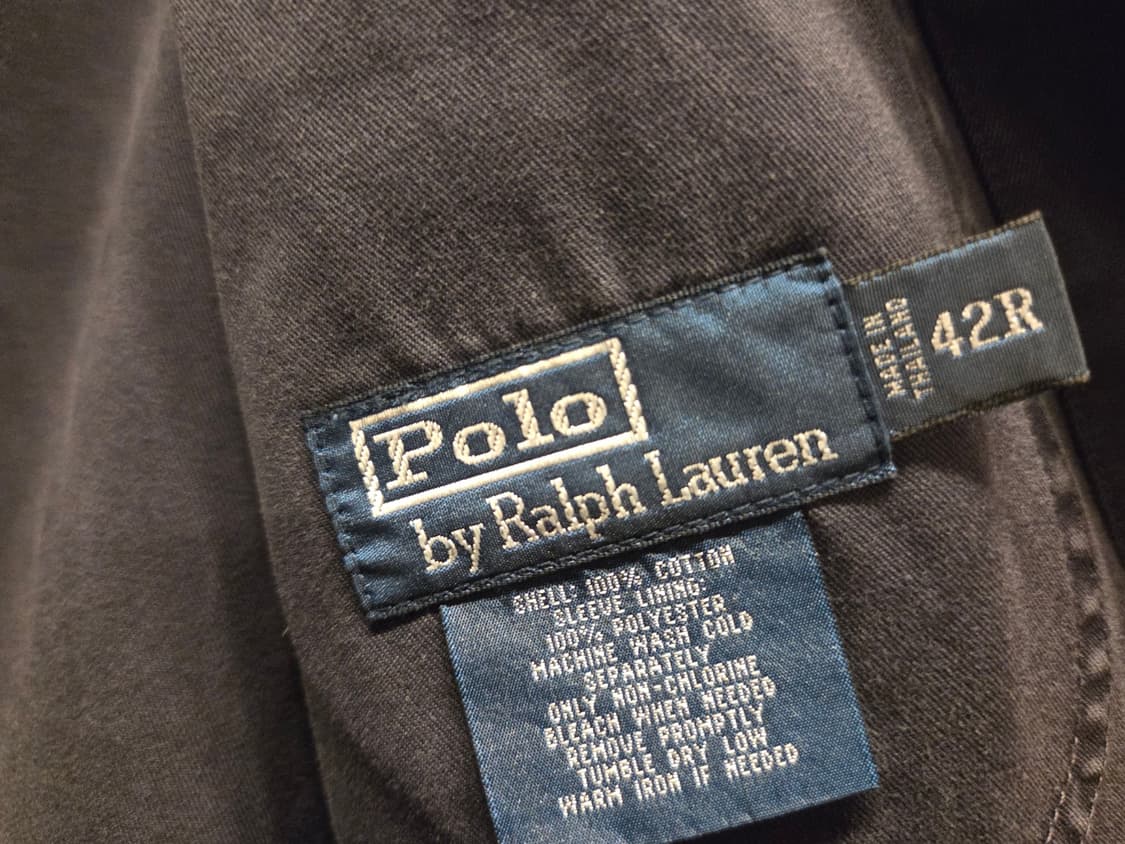 Polo
by Ralph Lauren
MADE IN
THAILAND
42R
SHELL: 100% COTTON
SLEEVE LINING:
100% POLYESTER
MACHINE WASH COLD
SEPARATELY
ONLY NON-CHLORINE
BLEACH WHEN NEEDED
REMOVE PROMPTLY
TUMBLE DRY LOW
WARM IRON IF NEEDED